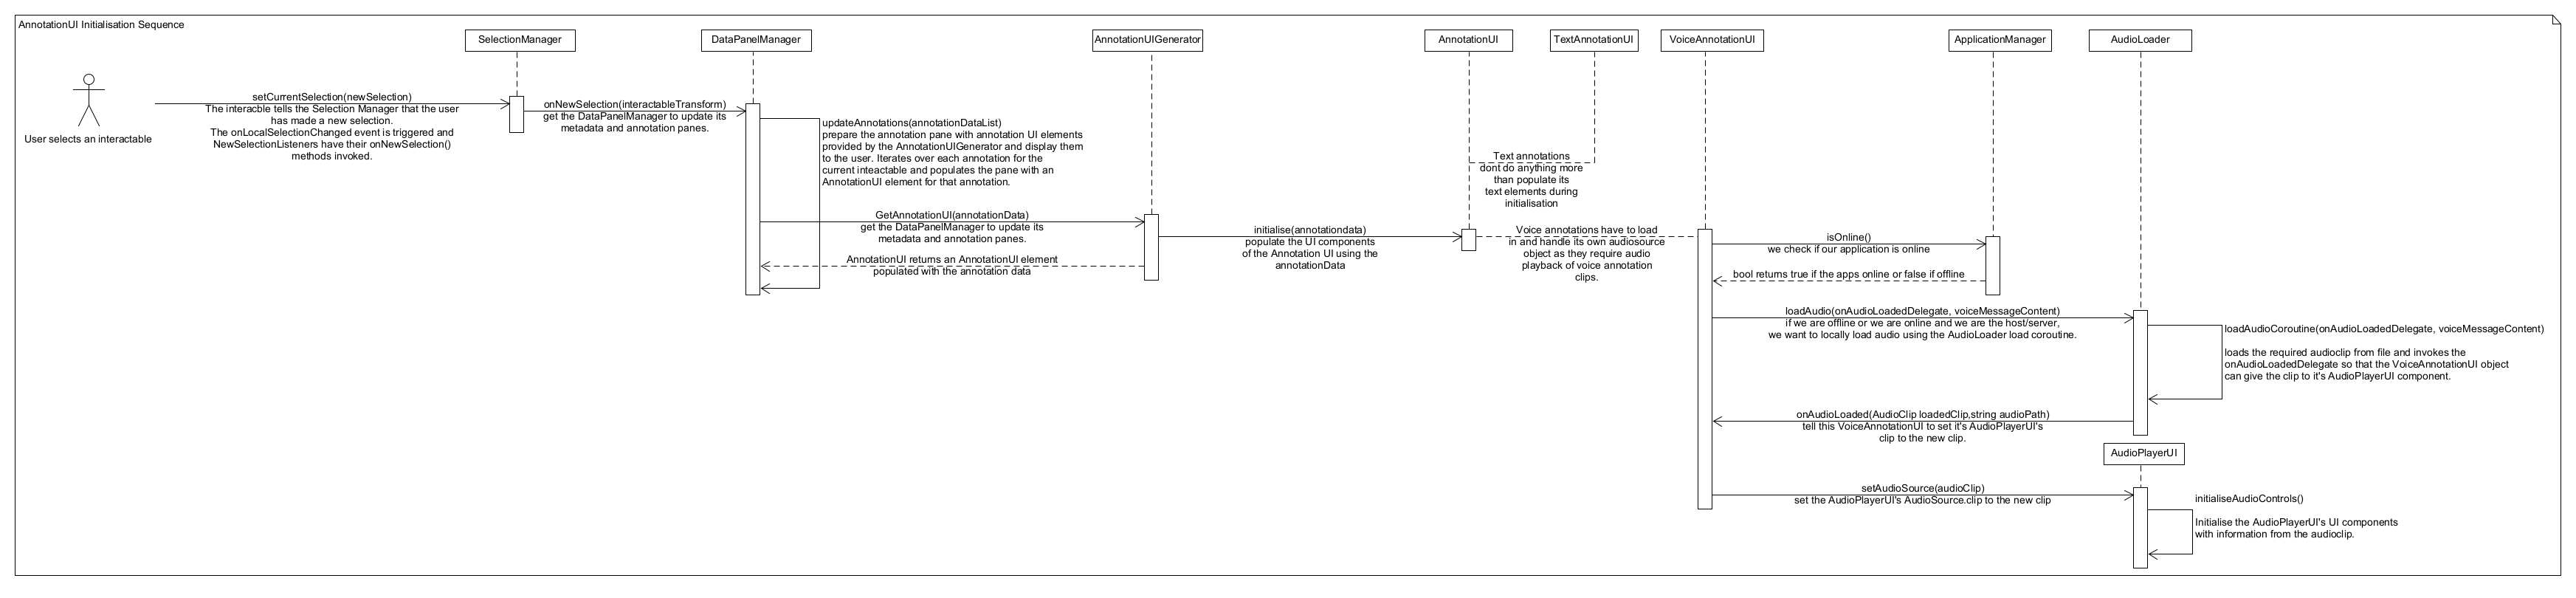 AnnotationUI Initialisation Sequence
SelectionManager
DataPanelManager
AnnotationUIGenerator
AnnotationUI
TextAnnotationUI
VoiceAnnotationUI
ApplicationManager
AudioLoader
User selects an interactable
setCurrentSelection(newSelection)
The interacble tells the Selection Manager that the user
has made a new selection.
The onLocalSelectionChanged event is triggered and
NewSelectionListeners have their onNewSelection()
methods invoked.
onNewSelection(interactableTransform)
get the DataPanelManager to update its
metadata and annotation panes.
updateAnnotations(annotationDataList)
prepare the annotation pane with annotation UI elements
provided by the AnnotationUIGenerator and display them
to the user. Iterates over each annotation for the
current inteactable and populates the pane with an
AnnotationUI element for that annotation.
GetAnnotationUI(annotationData)
get the DataPanelManager to update its
metadata and annotation panes.
AnnotationUI returns an AnnotationUI element
populated with the annotation data
initialise(annotationdata)
populate the UI components
of the Annotation UI using the
annotationData
Text annotations
dont do anything more
than populate its
text elements during
initialisation
Voice annotations have to load
in and handle its own audiosource
object as they require audio
playback of voice annotation
clips.
isOnline()
we check if our application is online
bool returns true if the apps online or false if offline
loadAudio(onAudioLoadedDelegate, voiceMessageContent)
if we are offline or we are online and we are the host/server,
we want to locally load audio using the AudioLoader load coroutine.
loadAudioCoroutine(onAudioLoadedDelegate, voiceMessageContent)
loads the required audioclip from file and invokes the
onAudioLoadedDelegate so that the VoiceAnnotationUI object
can give the clip to it's AudioPlayerUI component.
onAudioLoaded(AudioClip loadedClip,string audioPath)
tell this VoiceAnnotationUI to set it's AudioPlayerUI's
clip to the new clip.
AudioPlayerUI
setAudioSource(audioClip)
set the AudioPlayerUI's AudioSource.clip to the new clip
initialiseAudioControls()
Initialise the AudioPlayerUI's UI components
with information from the audioclip.